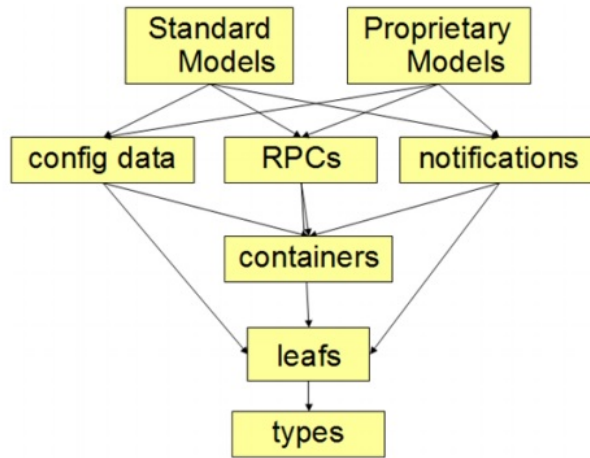 Standard
Models
Proprietary
Models
config data
RPCs
notifications
containers
leafs
types